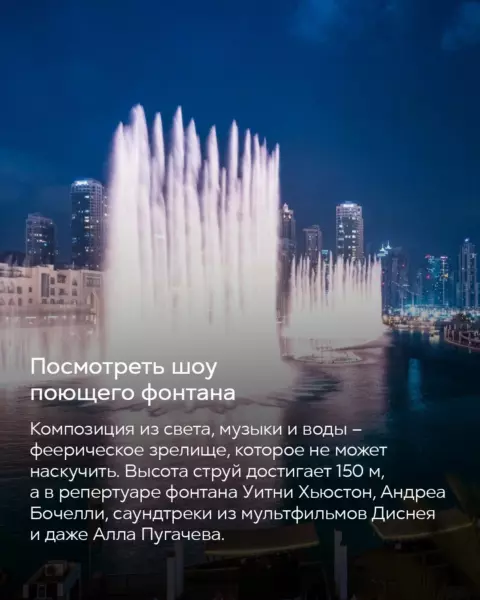 Посмотреть шоу
поющего фонтана
Композиция из света, музыки и воды –
феерическое зрелище, которое не может
наскучить. Высота струй достигает 150 м,
а в репертуаре фонтана Уитни Хьюстон, Андреа
Бочелли, саундтреки из мультфильмов Диснея
и даже Алла Пугачева.